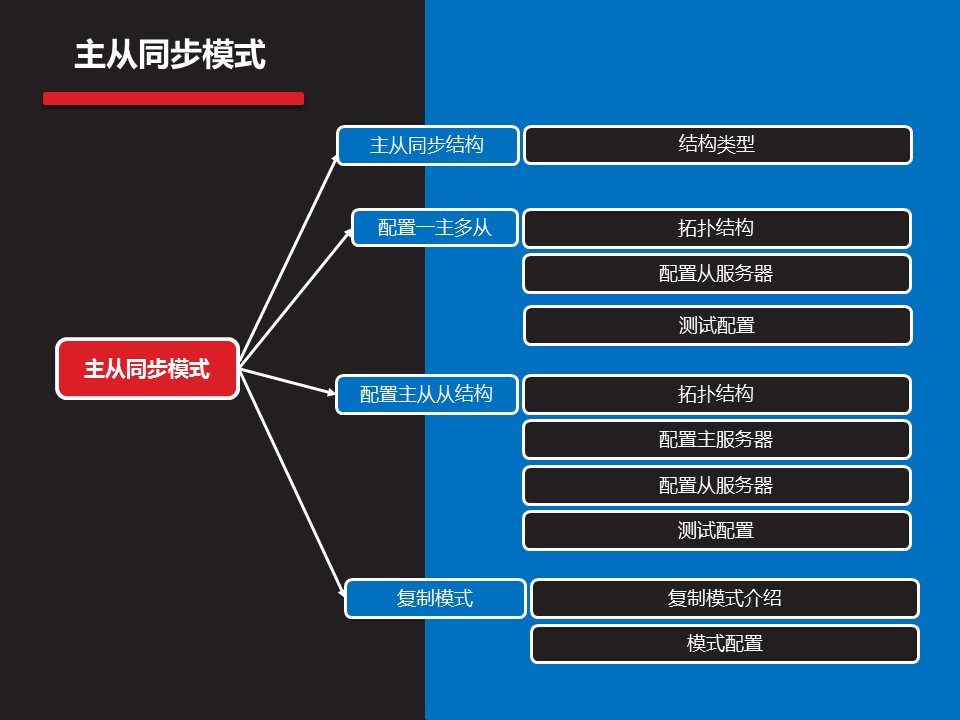 主从同步模式
主从同步结构
结构类型
配置一主多从
拓扑结构
配置从服务器
测试配置
主从同步模式
配置主从从结构
拓扑结构
配置主服务器
配置从服务器
测试配置
复制模式
复制模式介绍
模式配置